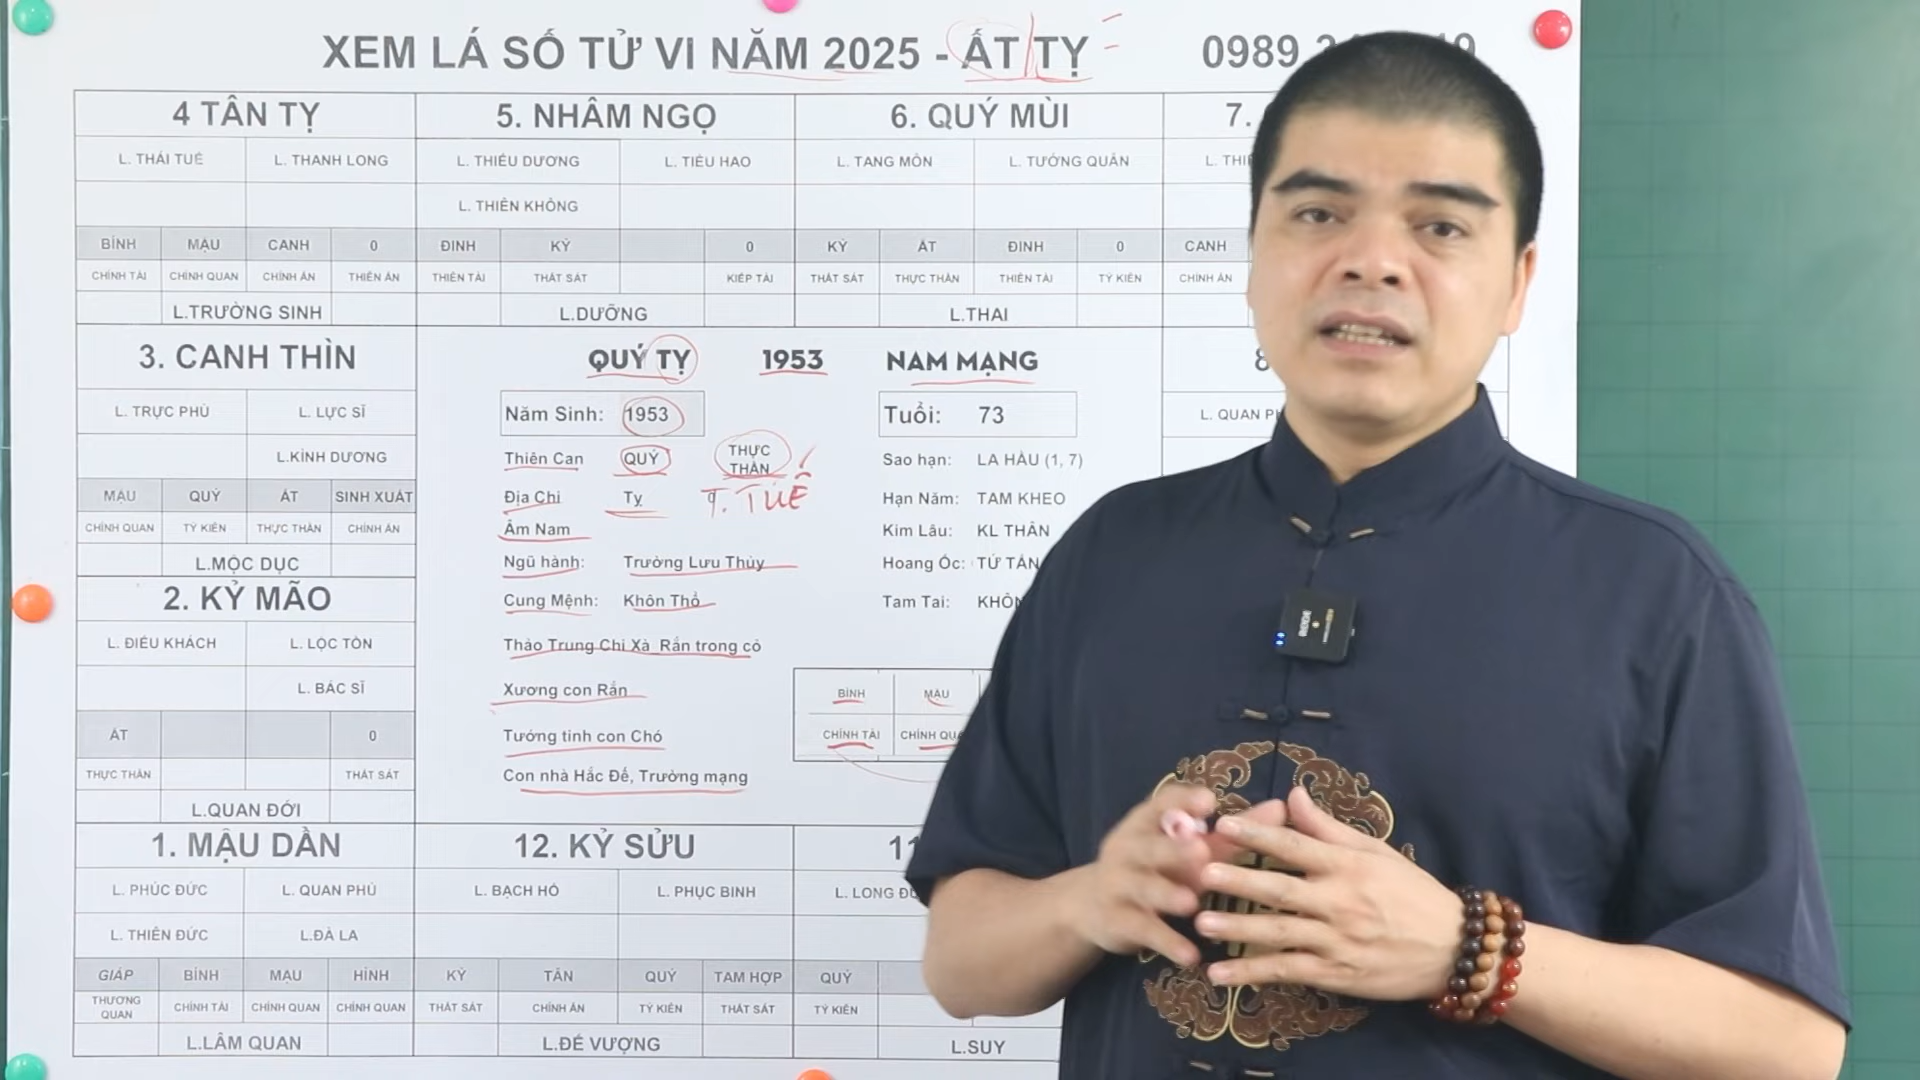 XEM LÁ SỐ TỬ VI NĂM 2025 - ẤT TỴ 0989
4 TÂN TỴ
L. THÁI TUẾ L. THANH LONG
BÍNH MẬU CANH 0
CHÍNH TÀI CHÍNH QUAN CHÍNH ẤN THIÊN ẤN
L.TRƯỜNG SINH
5. NHÂM NGỌ
L. THIẾU DƯƠNG L. TIỂU HAO
L. THIÊN KHÔNG
ĐINH KỶ 0
THIÊN TÀI THẤT SÁT KIẾP TÀI
L.DƯỠNG
6. QUÝ MÙI
L. TANG MÔN L. TƯỚNG QUÂN
KỶ ẤT ĐINH 0
THẤT SÁT THỰC THẦN THIÊN TÀI TỶ KIÊN
L.THAI
7.
CANH
CHÍNH ẤN
3. CANH THÌN
L. TRỰC PHÙ L. LỰC SĨ
L.KÌNH DƯƠNG
MẬU QUÝ ẤT SINH XUẤT
CHÍNH QUAN TỶ KIÊN THỰC THẦN CHÍNH ẤN
L.MỘC DỤC
QUÝ TỴ 1953 NAM MẠNG
Năm Sinh: 1953 Tuổi: 73
Thiên Can QUÝ THỰC THẦN Sao hạn: LA HẦU (1, 7)
Địa Chi Tỵ T. TUẾ Hạn Năm: TAM KHEO
Âm Nam Kim Lâu: KL THÂN
Ngũ hành: Trường Lưu Thủy Hoang Ốc: TỨ TẤN
Cung Mệnh: Khôn Thổ Tam Tai:
Thảo Trung Chi Xà Rắn trong cỏ
Xương con Rắn
Tướng tinh con Chó
Con nhà Hắc Đế, Trường mạng
BÍNH MẬU
CHÍNH TÀI CHÍNH
8
L. QUAN
2. KỶ MÃO
L. ĐIẾU KHÁCH L. LỘC TỒN
L. BÁC SĨ
ẤT 0
THỰC THẦN THẤT SÁT
L.QUAN ĐỚI
1. MẬU DẦN
L. PHÚC ĐỨC L. QUAN PHỦ
L. THIÊN ĐỨC L.ĐÀ LA
GIÁP BÍNH MẬU HÌNH
THƯƠNG QUAN CHÍNH TÀI CHÍNH QUAN CHÍNH QUAN
L.LÂM QUAN
12. KỶ SỬU
L. BẠCH HỔ L. PHỤC BINH
KỶ TÂN QUÝ TAM HỢP
THẤT SÁT CHÍNH ẤN TỶ KIÊN THẤT SÁT
L.ĐẾ VƯỢNG
11
L. LONG
QUÝ
TỶ KIÊN
L.SUY